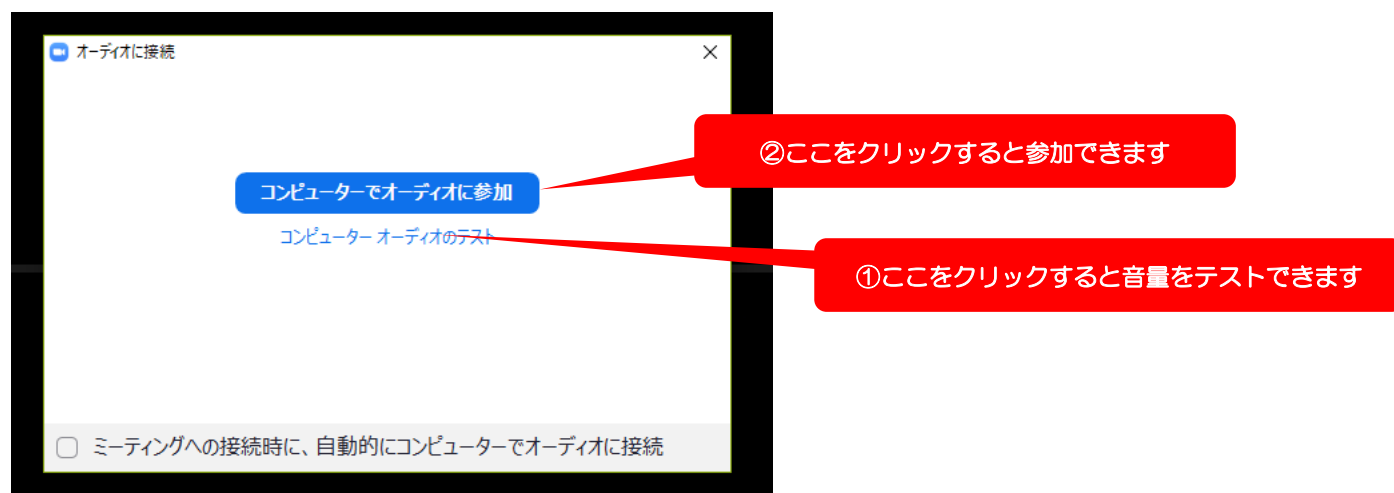 オーディオに接続
②ここをクリックすると参加できます
コンピューターでオーディオに参加
コンピューター オーディオのテスト
①ここをクリックすると音量をテストできます
ミーティングへの接続時に、自動的にコンピューターでオーディオに接続